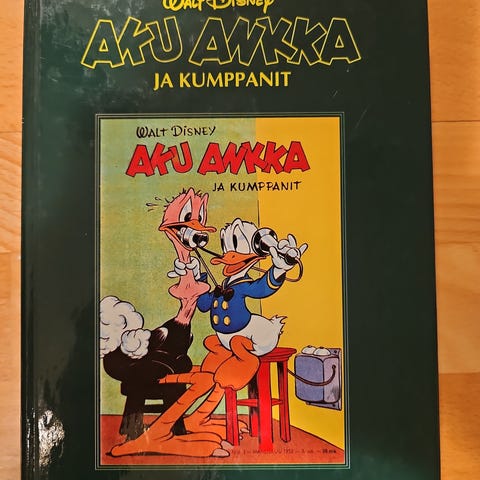 WALT DISNEY
AKU ANKKA
JA KUMPPANIT
WALT DISNEY
AKU ANKKA
JA KUMPPANIT